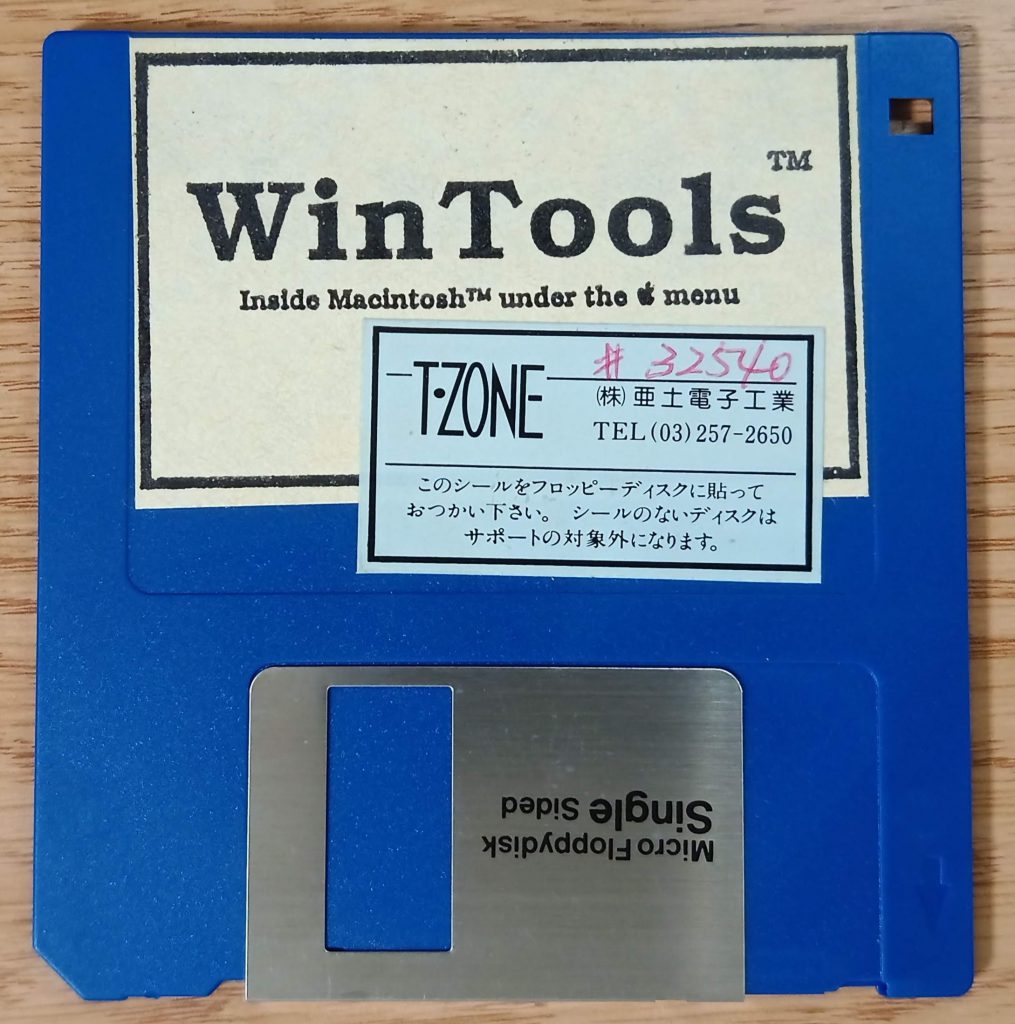 WinTools™
Inside Macintosh™ under the  menu
T·ZONE
# 32540
(株)亜土電子工業
TEL(03)257-2650
このシールをフロッピーディスクに貼って
おつかい下さい。 シールのないディスクは
サポートの対象外になります。
Micro Floppydisk
Single Sided